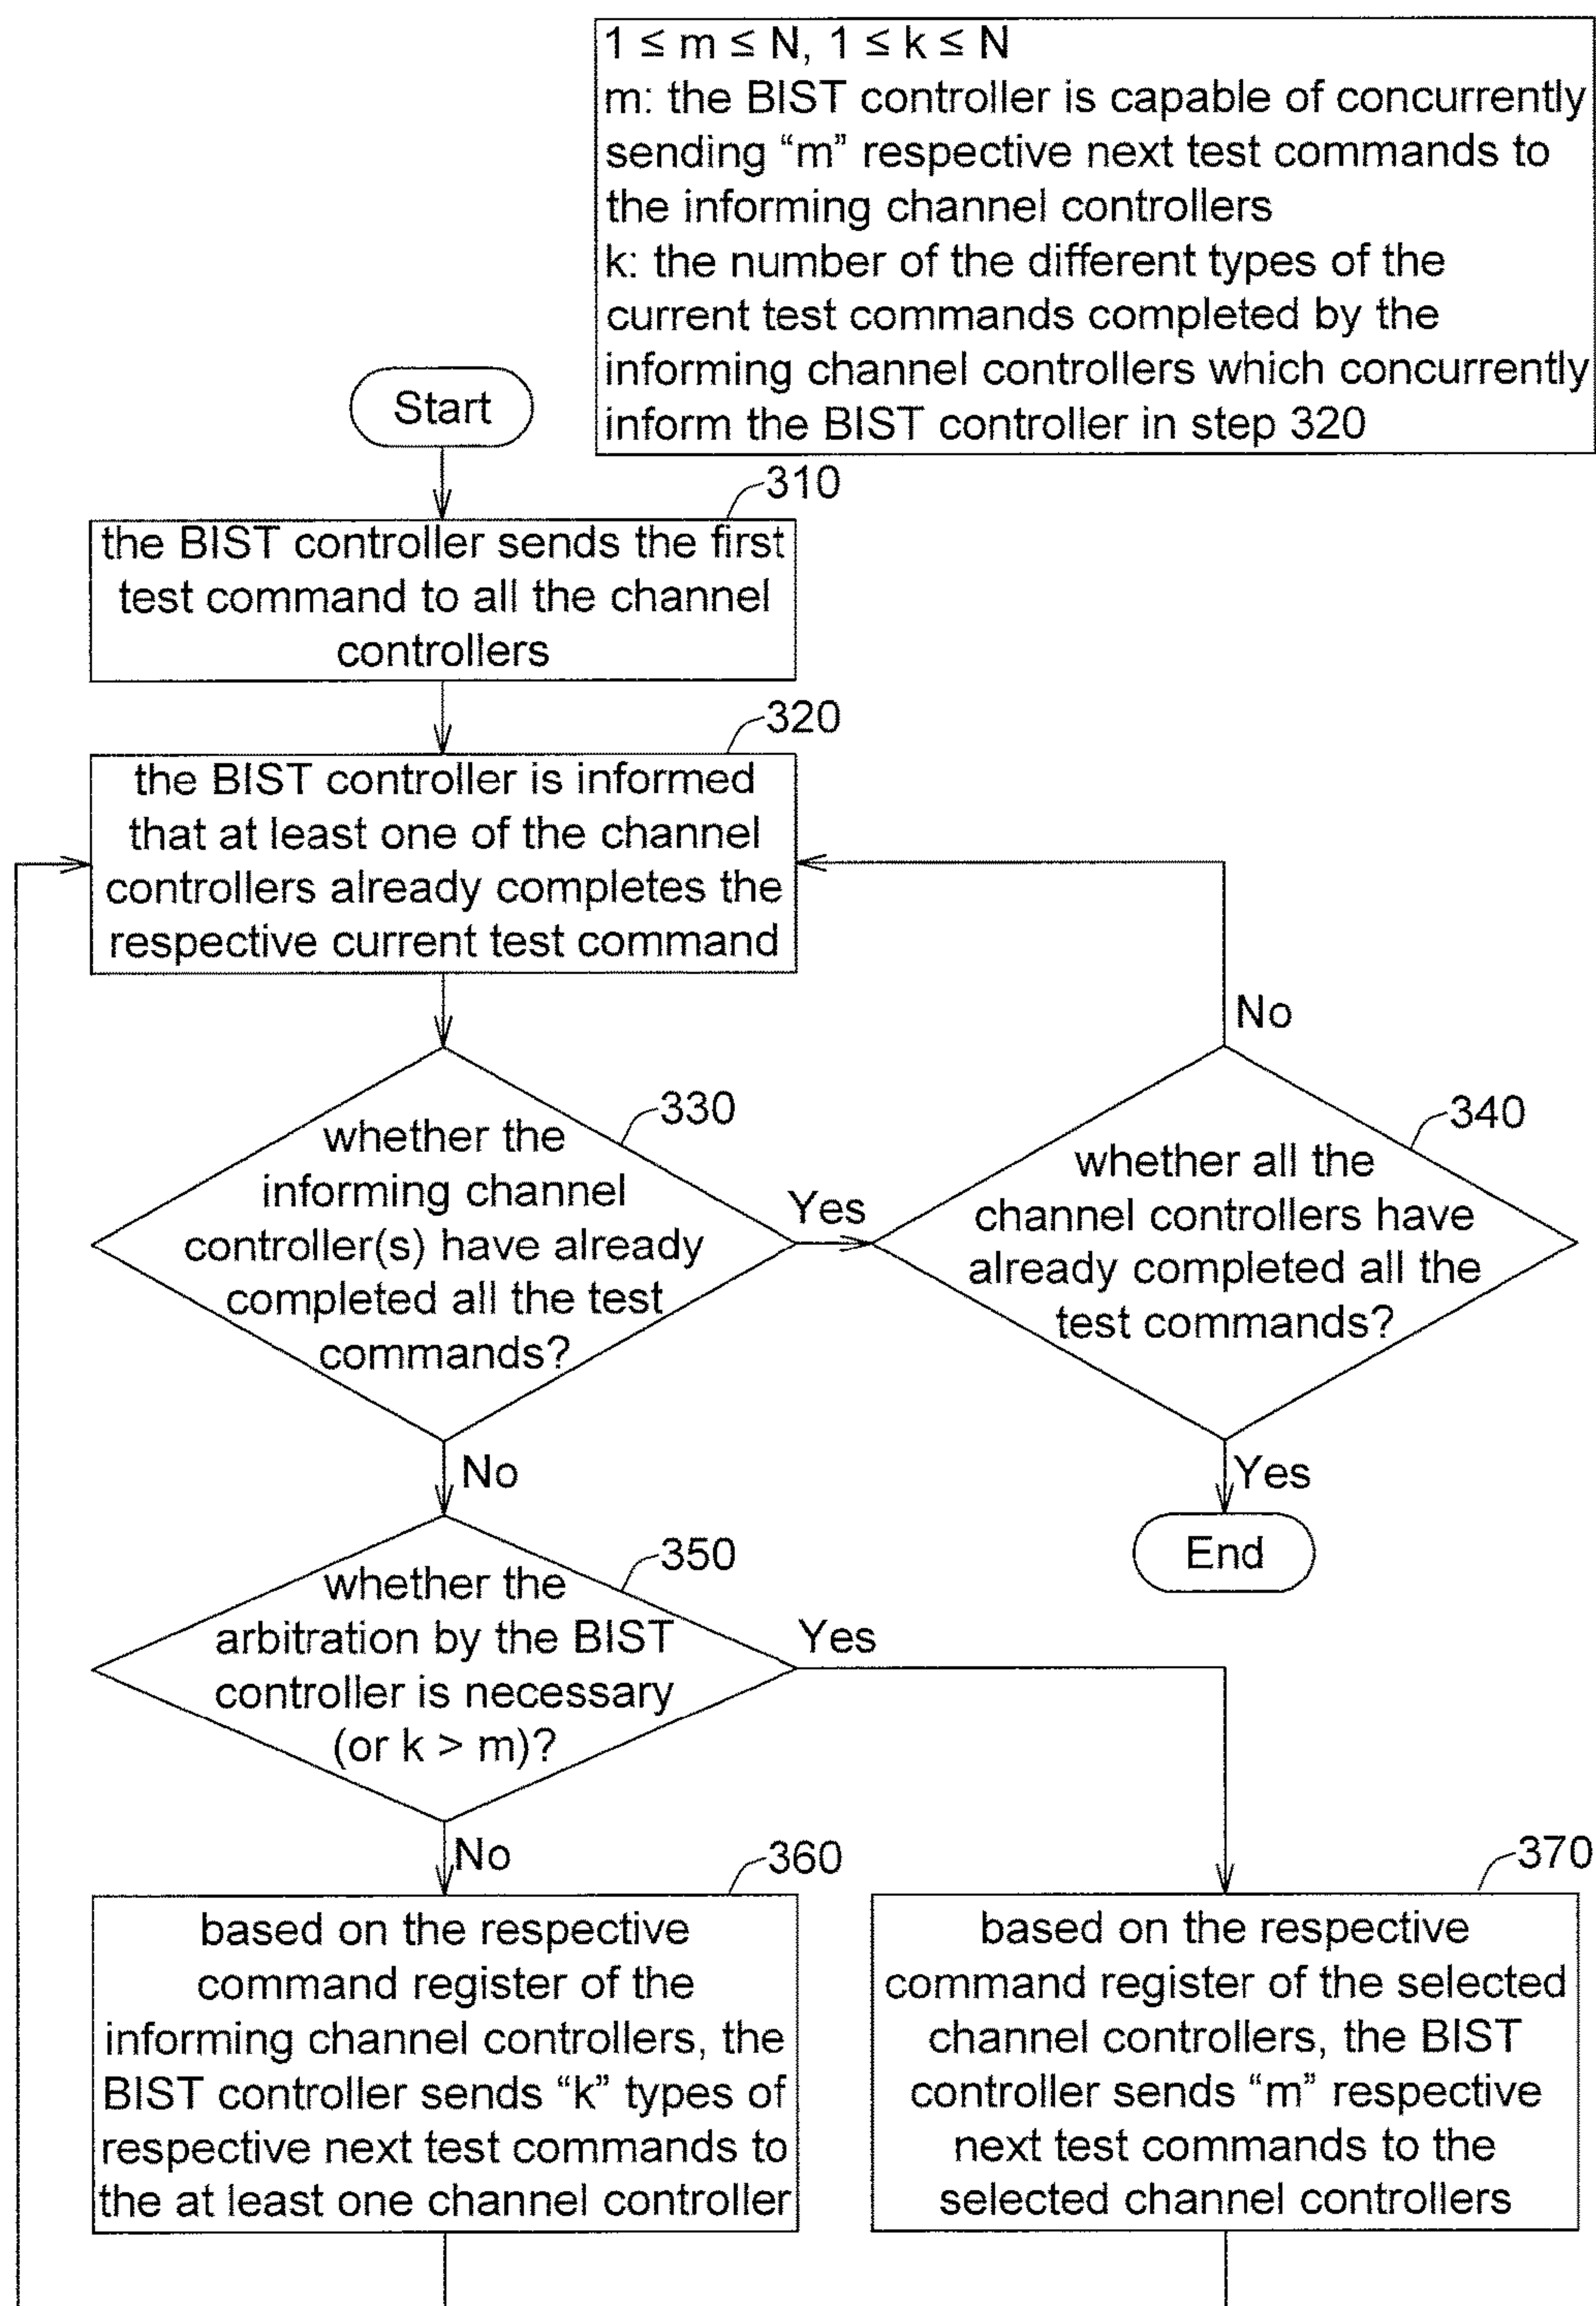 1 ≤ m ≤ N, 1 ≤ k ≤ N
m: the BIST controller is capable of concurrently
sending “m” respective next test commands to
the informing channel controllers
k: the number of the different types of the
current test commands completed by the
informing channel controllers which concurrently
inform the BIST controller in step 320
Start
310
the BIST controller sends the first
test command to all the channel
controllers
320
the BIST controller is informed
that at least one of the channel
controllers already completes the
respective current test command
330
whether the
informing channel
controller(s) have already
completed all the test
commands?
Yes
No
340
whether all the
channel controllers have
already completed all the
test commands?
No
Yes
End
350
whether the
arbitration by the BIST
controller is necessary
(or k > m)?
Yes
No
360
based on the respective
command register of the
informing channel controllers, the
BIST controller sends “k” types of
respective next test commands to
the at least one channel controller
370
based on the respective
command register of the selected
channel controllers, the BIST
controller sends “m” respective
next test commands to the
selected channel controllers